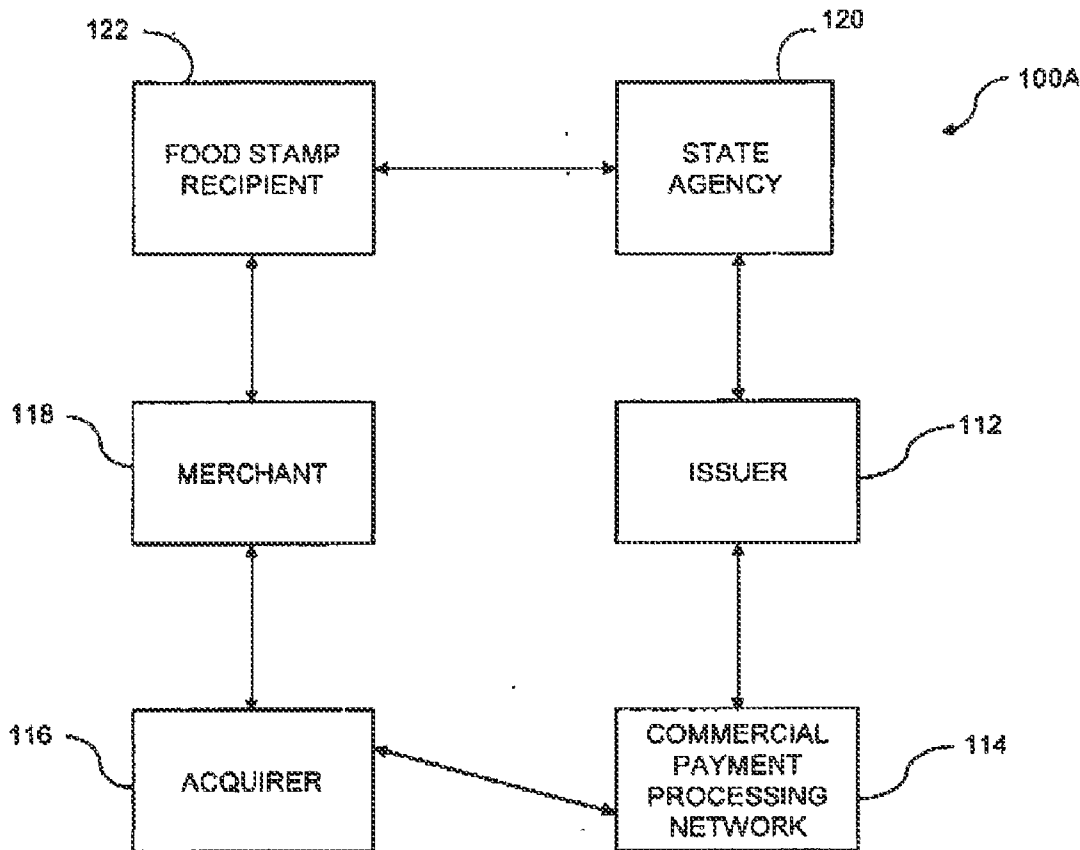 122
120
100A
FOOD STAMP
RECIPIENT
STATE
AGENCY
118
MERCHANT
112
ISSUER
116
ACQUIRER
114
COMMERCIAL
PAYMENT
PROCESSING
NETWORK